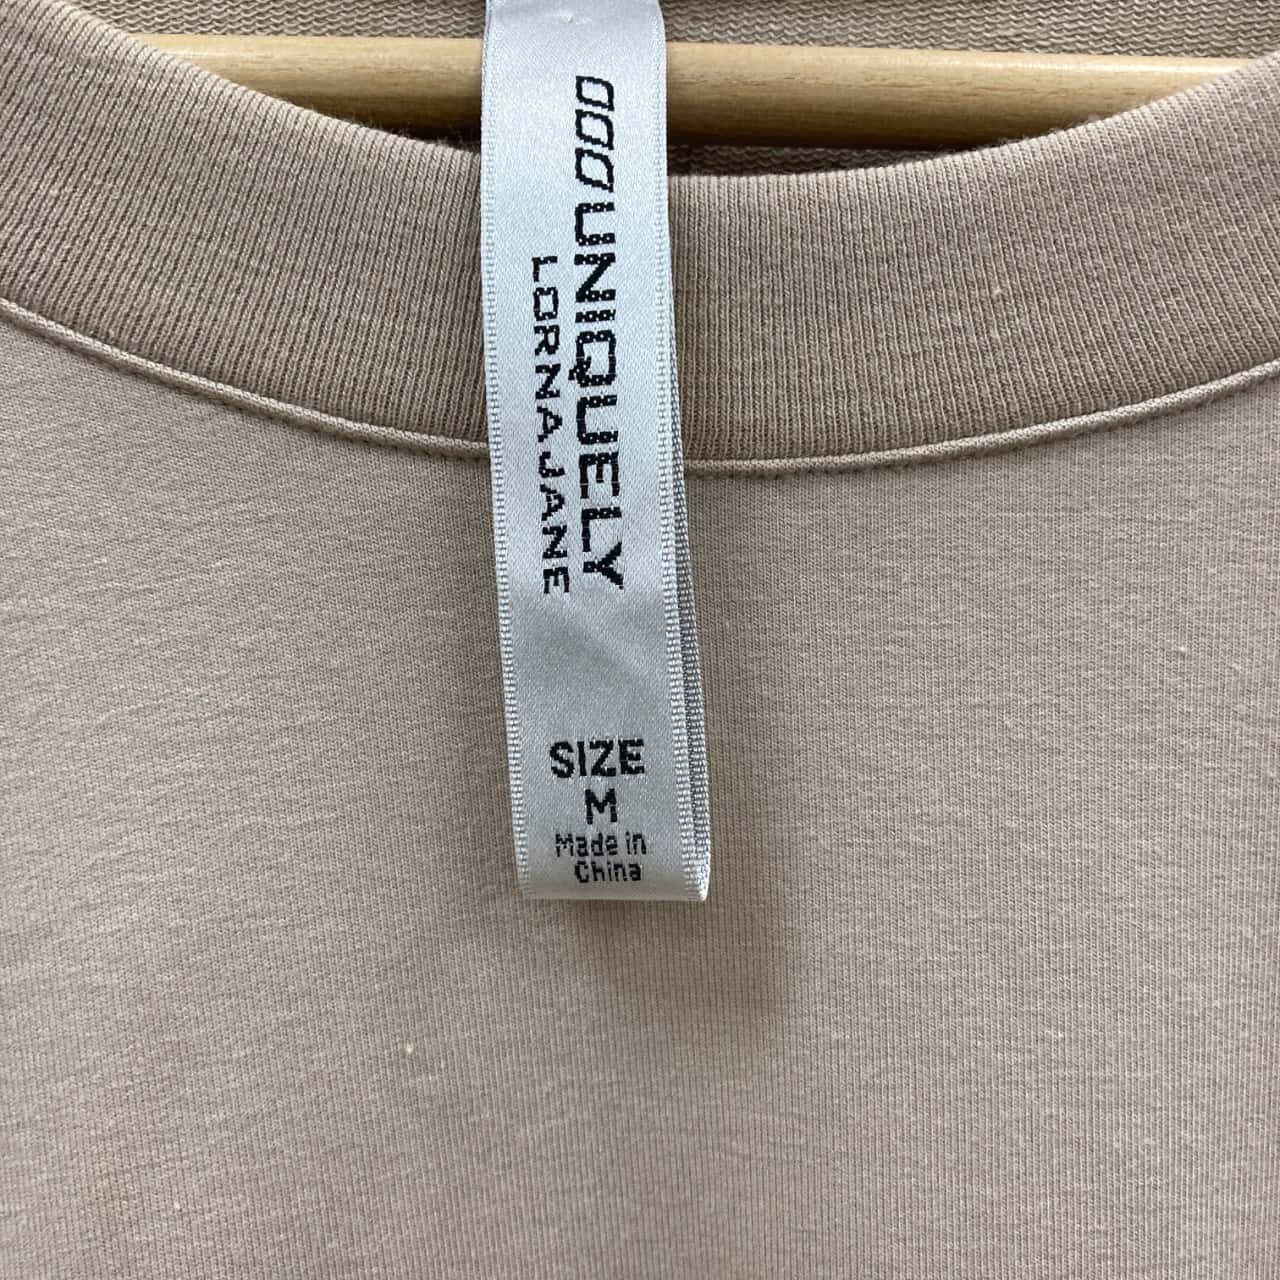 UNIQUELY
LORNA JANE
SIZE
M
Made in
China